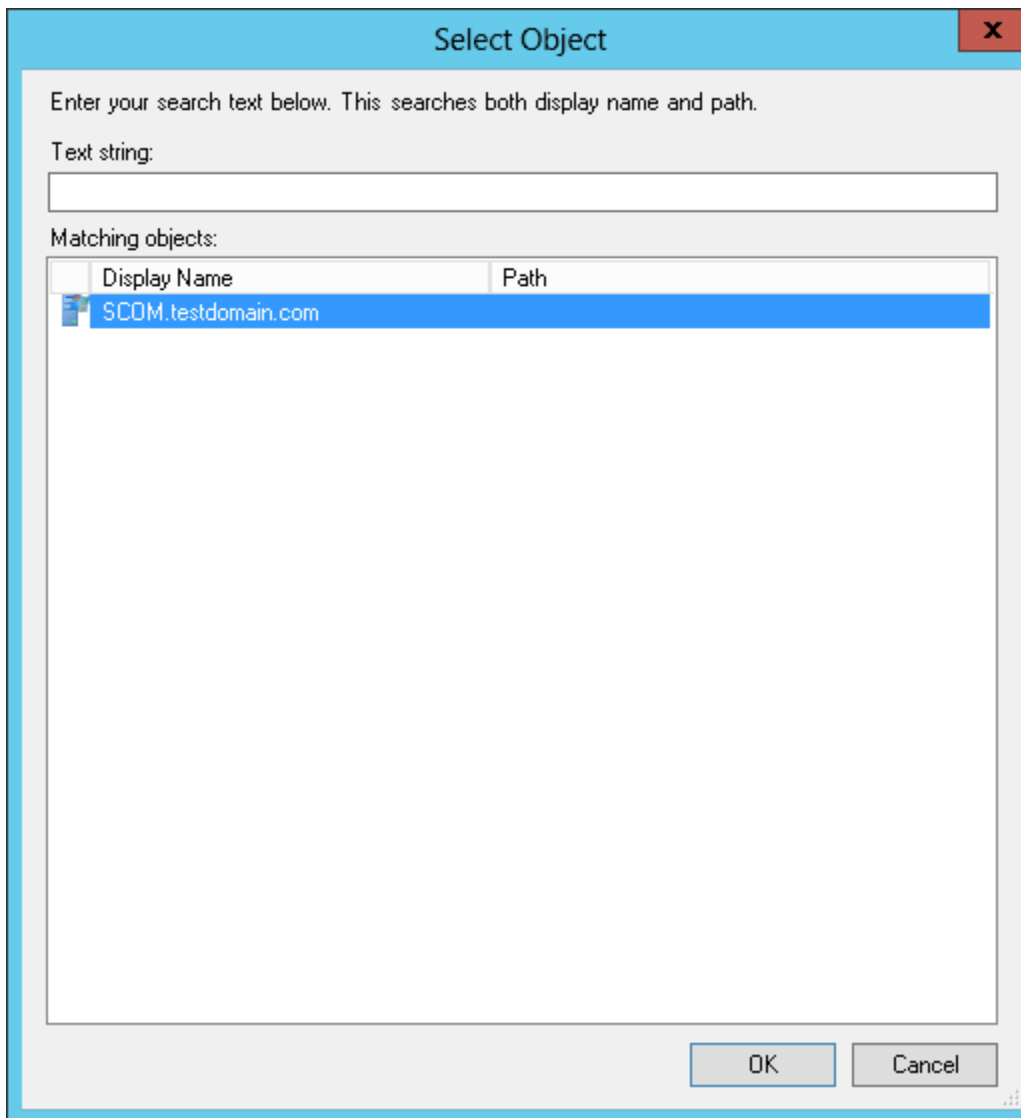 Select Object
x
Enter your search text below. This searches both display name and path.
Text string:
Matching objects:
Display Name Path
SCOM.testdomain.com
OK Cancel